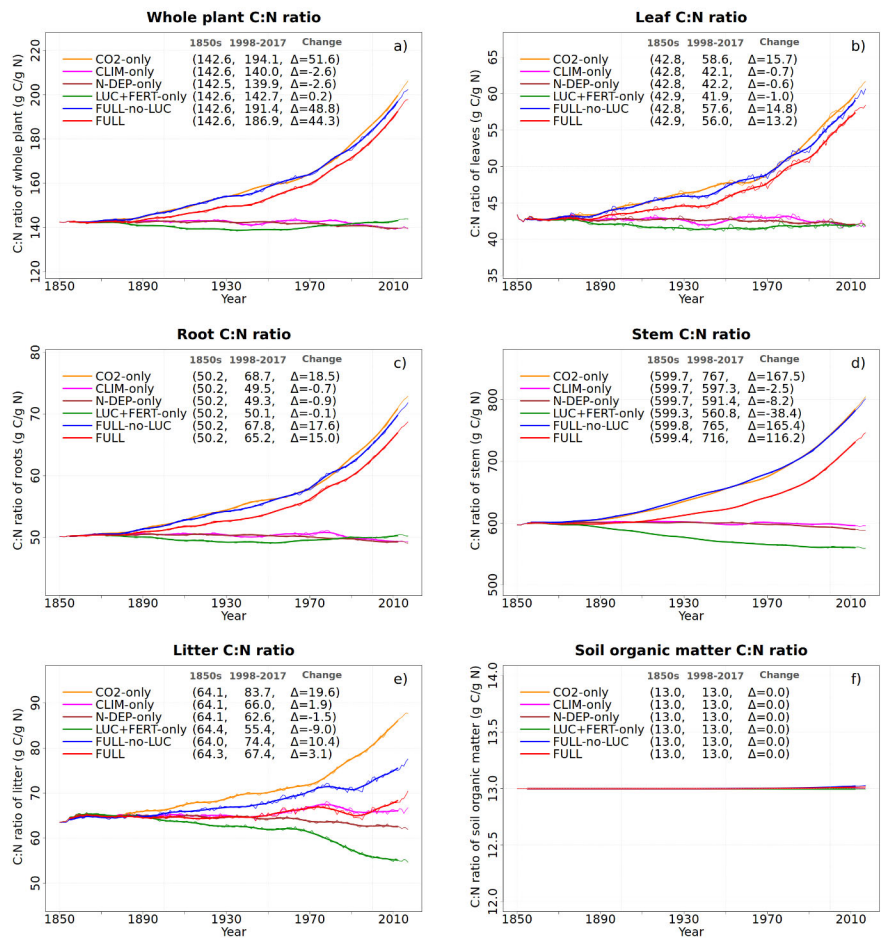 Whole plant C:N ratio
C:N ratio of whole plant (g C/g N)
220
200
180
160
140
120
1850s 1998-2017 Change
a)
CO2-only (142.6, 194.1, Δ=51.6)
CLIM-only (142.6, 140.0, Δ=-2.6)
N-DEP-only (142.5, 139.9, Δ=-2.6)
LUC+FERT-only (142.6, 142.7, Δ=0.2)
FULL-no-LUC (142.6, 191.4, Δ=48.8)
FULL (142.6, 186.9, Δ=44.3)
1850 1890 1930 1970 2010
Year
Leaf C:N ratio
C:N ratio of leaves (g C/g N)
65
60
55
50
45
40
35
1850s 1998-2017 Change
b)
CO2-only (42.8, 58.6, Δ=15.7)
CLIM-only (42.8, 42.1, Δ=-0.7)
N-DEP-only (42.8, 42.2, Δ=-0.6)
LUC+FERT-only (42.9, 41.9, Δ=-1.0)
FULL-no-LUC (42.8, 57.6, Δ=14.8)
FULL (42.9, 56.0, Δ=13.2)
1850 1890 1930 1970 2010
Year
Root C:N ratio
C:N ratio of roots (g C/g N)
80
70
60
50
1850s 1998-2017 Change
c)
CO2-only (50.2, 68.7, Δ=18.5)
CLIM-only (50.2, 49.5, Δ=-0.7)
N-DEP-only (50.2, 49.3, Δ=-0.9)
LUC+FERT-only (50.2, 50.1, Δ=-0.1)
FULL-no-LUC (50.2, 67.8, Δ=17.6)
FULL (50.2, 65.2, Δ=15.0)
1850 1890 1930 1970 2010
Year
Stem C:N ratio
C:N ratio of stem (g C/g N)
800
700
600
500
1850s 1998-2017 Change
d)
CO2-only (599.7, 767, Δ=167.5)
CLIM-only (599.7, 597.3, Δ=-2.5)
N-DEP-only (599.7, 591.4, Δ=-8.2)
LUC+FERT-only (599.3, 560.8, Δ=-38.4)
FULL-no-LUC (599.8, 765, Δ=165.4)
FULL (599.4, 716, Δ=116.2)
1850 1890 1930 1970 2010
Year
Litter C:N ratio
C:N ratio of litter (g C/g N)
90
80
70
60
50
1850s 1998-2017 Change
e)
CO2-only (64.1, 83.7, Δ=19.6)
CLIM-only (64.1, 66.0, Δ=1.9)
N-DEP-only (64.1, 62.6, Δ=-1.5)
LUC+FERT-only (64.4, 55.4, Δ=-9.0)
FULL-no-LUC (64.0, 74.4, Δ=10.4)
FULL (64.3, 67.4, Δ=3.1)
1850 1890 1930 1970 2010
Year
Soil organic matter C:N ratio
C:N ratio of soil organic matter (g C/g N)
14.0
13.5
13.0
12.5
12.0
1850s 1998-2017 Change
f)
CO2-only (13.0, 13.0, Δ=0.0)
CLIM-only (13.0, 13.0, Δ=0.0)
N-DEP-only (13.0, 13.0, Δ=0.0)
LUC+FERT-only (13.0, 13.0, Δ=0.0)
FULL-no-LUC (13.0, 13.0, Δ=0.0)
FULL (13.0, 13.0, Δ=0.0)
1850 1890 1930 1970 2010
Year